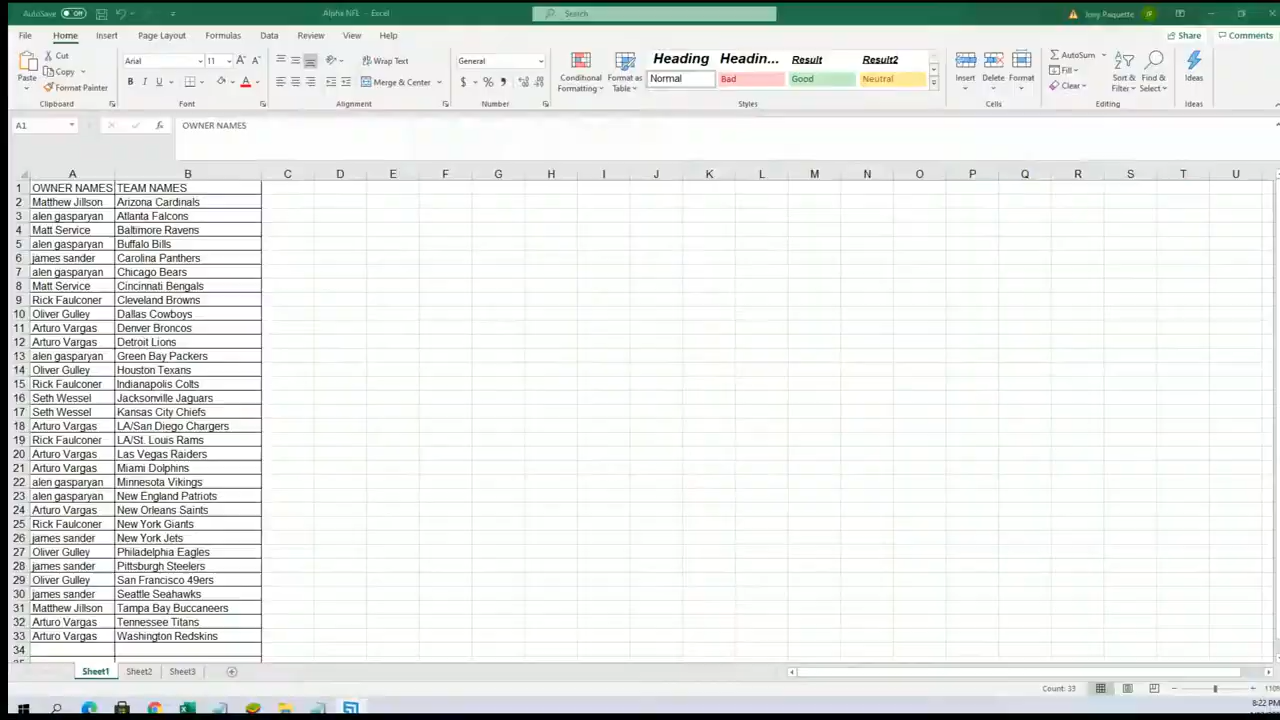 AutoSave Off Alpha NFL - Excel Search Jony Paquette JP
File Home Insert Page Layout Formulas Data Review View Help Share Comments
Paste Cut Copy Format Painter Clipboard
Arial 11 B I U Font
Wrap Text Merge & Center Alignment
General $ % Number
Conditional Formatting Format as Table
Heading Headin... Result Result2
Normal Bad Good Neutral
Styles
Insert Delete Format Cells
AutoSum Fill Clear Sort & Filter Find & Select Editing
Ideas Ideas
A1 fx OWNER NAMES
A B C D E F G H I J K L M N O P Q R S T U
1 OWNER NAMES TEAM NAMES
2 Matthew Jillson Arizona Cardinals
3 alen gasparyan Atlanta Falcons
4 Matt Service Baltimore Ravens
5 alen gasparyan Buffalo Bills
6 james sander Carolina Panthers
7 alen gasparyan Chicago Bears
8 Matt Service Cincinnati Bengals
9 Rick Faulconer Cleveland Browns
10 Oliver Gulley Dallas Cowboys
11 Arturo Vargas Denver Broncos
12 Arturo Vargas Detroit Lions
13 alen gasparyan Green Bay Packers
14 Oliver Gulley Houston Texans
15 Rick Faulconer Indianapolis Colts
16 Seth Wessel Jacksonville Jaguars
17 Seth Wessel Kansas City Chiefs
18 Arturo Vargas LA/San Diego Chargers
19 Rick Faulconer LA/St. Louis Rams
20 Arturo Vargas Las Vegas Raiders
21 Arturo Vargas Miami Dolphins
22 alen gasparyan Minnesota Vikings
23 alen gasparyan New England Patriots
24 Arturo Vargas New Orleans Saints
25 Rick Faulconer New York Giants
26 james sander New York Jets
27 Oliver Gulley Philadelphia Eagles
28 james sander Pittsburgh Steelers
29 Oliver Gulley San Francisco 49ers
30 james sander Seattle Seahawks
31 Matthew Jillson Tampa Bay Buccaneers
32 Arturo Vargas Tennessee Titans
33 Arturo Vargas Washington Redskins
34
Sheet1 Sheet2 Sheet3
Count: 33 110%
8:22 PM